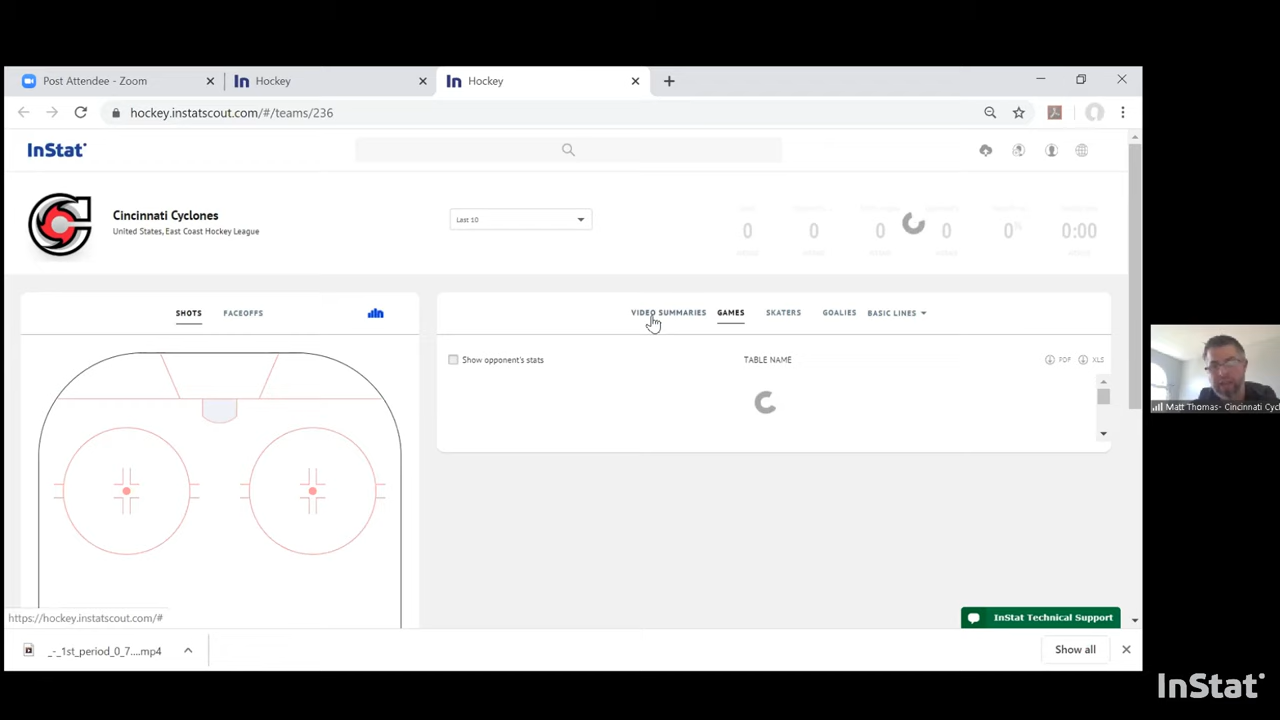 Post Attendee - Zoom
Hockey
Hockey
hockey.instatscout.com/#/teams/236
InStat
Cincinnati Cyclones
United States, East Coast Hockey League
Last 10
0 0 0 0 0% 0:00
SHOTS FACEOFFS
VIDEO SUMMARIES GAMES SKATERS GOALIES BASIC LINES
Show opponent's stats
TABLE NAME
PDF XLS
Matt Thomas- Cincinnati Cycl
https://hockey.instatscout.com/#
InStat Technical Support
_-_1st_period_0_7....mp4
Show all
InStat